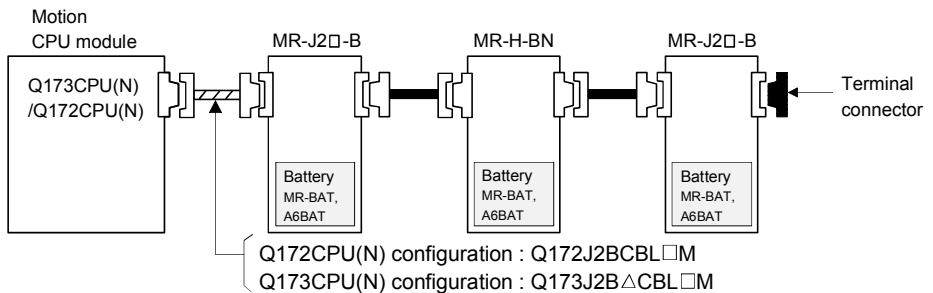 Motion
CPU module
MR-J2□-B
MR-H-BN
MR-J2□-B
Q173CPU(N)
/Q172CPU(N)
Terminal
connector
Battery
MR-BAT,
A6BAT
Battery
MR-BAT,
A6BAT
Battery
MR-BAT,
A6BAT
Q172CPU(N) configuration : Q172J2BCBL□M
Q173CPU(N) configuration : Q173J2B△CBL□M